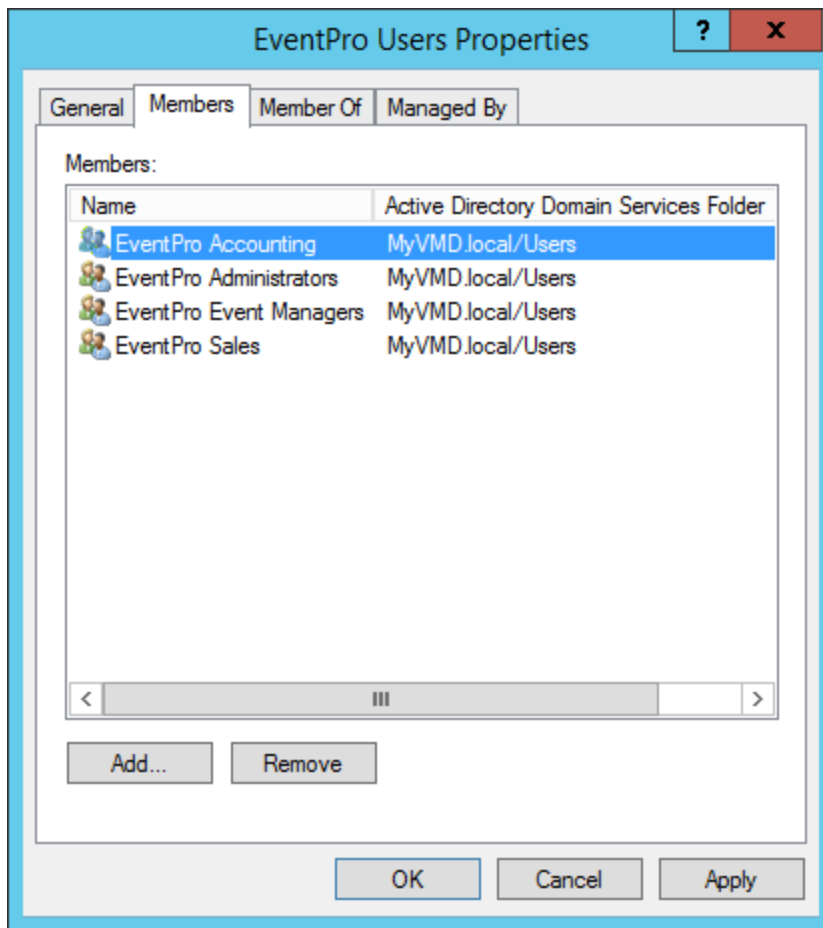 EventPro Users Properties ? x
General Members Member Of Managed By
Members:
Name Active Directory Domain Services Folder
EventPro Accounting MyVMD.local/Users
EventPro Administrators MyVMD.local/Users
EventPro Event Managers MyVMD.local/Users
EventPro Sales MyVMD.local/Users
Add... Remove
OK Cancel Apply